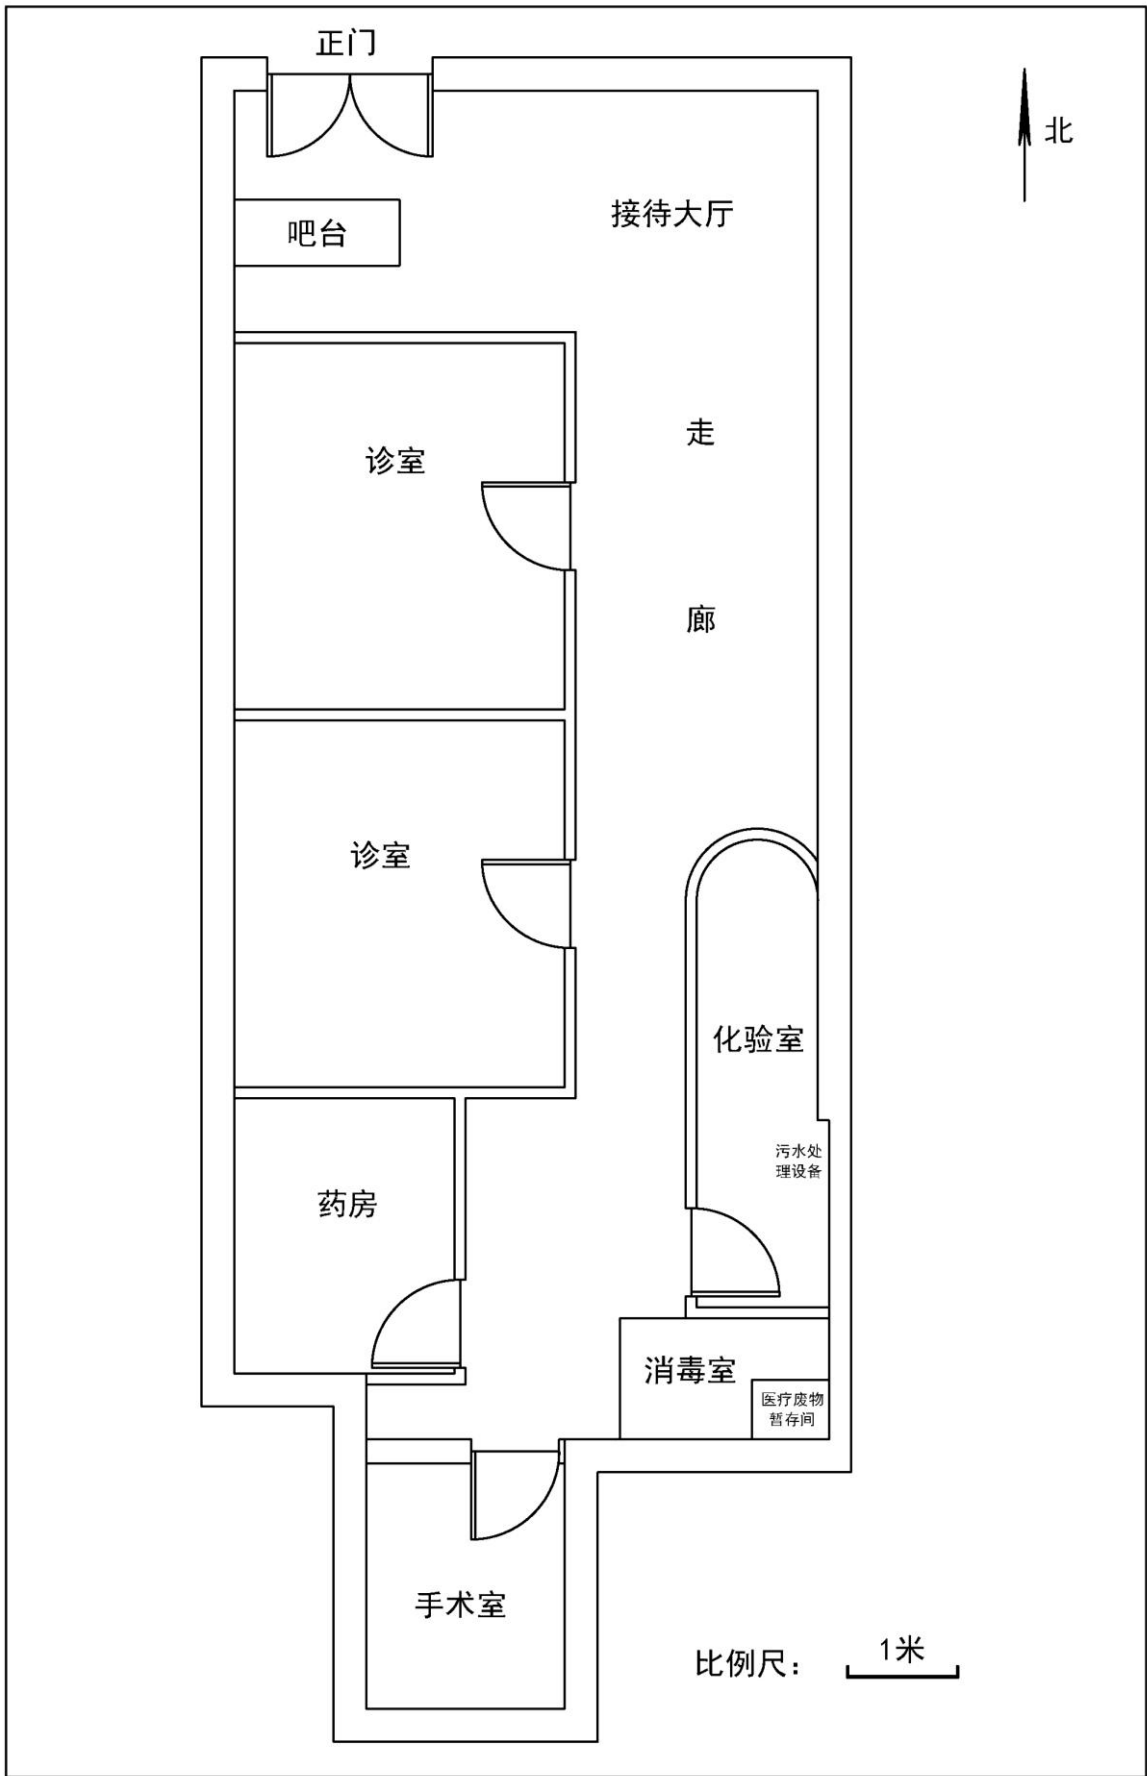 正门
北
接待大厅
吧台
走
诊室
廊
诊室
化验室
污水处
理设备
药房
消毒室
医疗废物
暂存间
手术室
比例尺：
1米